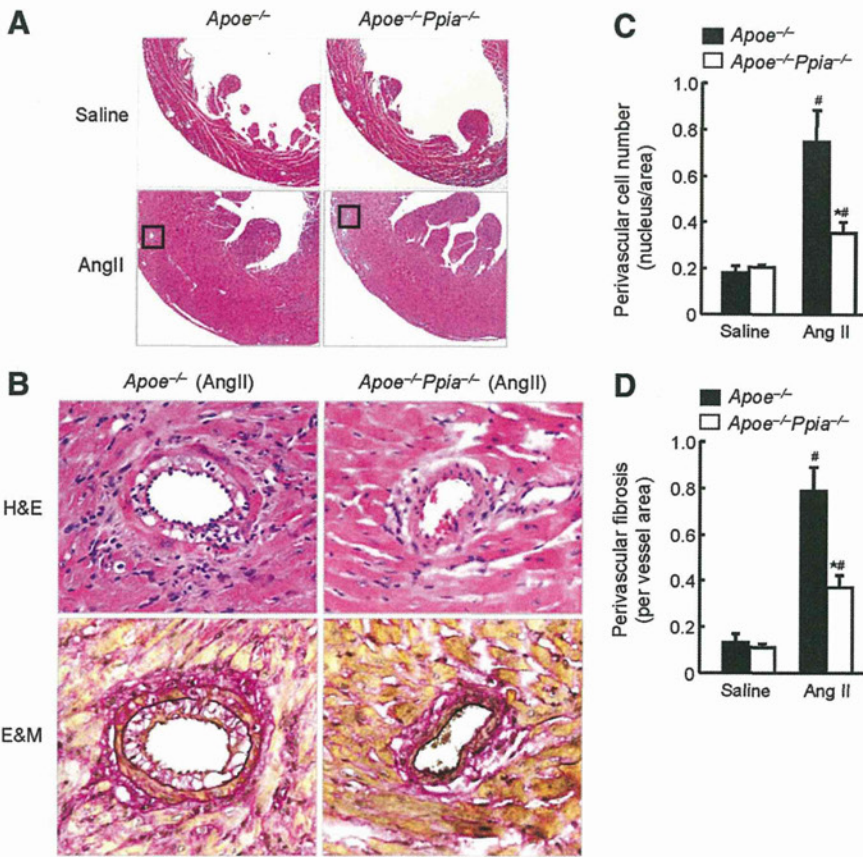 A
Apoe⁻/⁻
Apoe⁻/⁻Ppia⁻/⁻
Saline
AngII
B
Apoe⁻/⁻ (AngII)
Apoe⁻/⁻Ppia⁻/⁻ (AngII)
H&E
E&M
C
Apoe⁻/⁻
Apoe⁻/⁻Ppia⁻/⁻
Perivascular cell number
(nucleus/area)
1.0
0.8
0.6
0.4
0.2
0
#
*#
Saline
Ang II
D
Apoe⁻/⁻
Apoe⁻/⁻Ppia⁻/⁻
Perivascular fibrosis
(per vessel area)
1.0
0.8
0.6
0.4
0.2
0
#
*#
Saline
Ang II